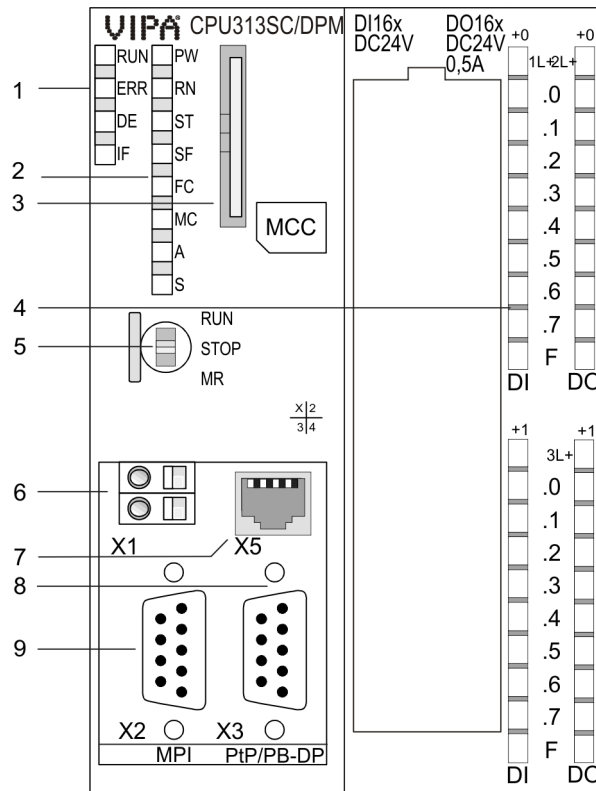 VIPA CPU313SC/DPM
RUN
ERR
DE
IF
PW
RN
ST
SF
FC
MC
A
S
MCC
RUN
STOP
MR
X 2
3 4
X1
X5
X2
X3
MPI
PtP/PB-DP
1
2
3
4
5
6
7
8
9
DI16x
DC24V
DO16x
DC24V
0,5A
+0
+0
1L+
2L+
.0
.1
.2
.3
.4
.5
.6
.7
F
DI
DO
+1
+1
3L+
.0
.1
.2
.3
.4
.5
.6
.7
F
DI
DO